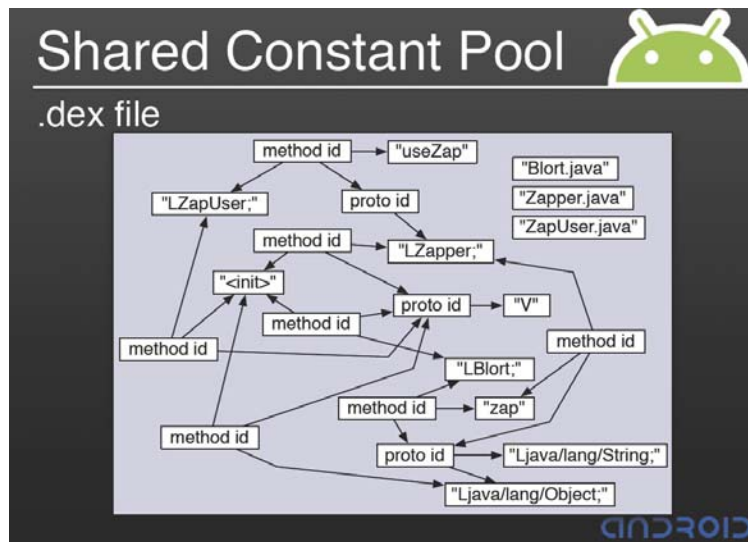 Shared Constant Pool
.dex file
method id
"useZap"
"Blort.java"
"LZapUser;"
proto id
"Zapper.java"
"ZapUser.java"
method id
"LZapper;"
"<init>"
proto id
"V"
method id
method id
method id
"LBlort;"
method id
"zap"
method id
proto id
"Ljava/lang/String;"
"Ljava/lang/Object;"
ANDROID